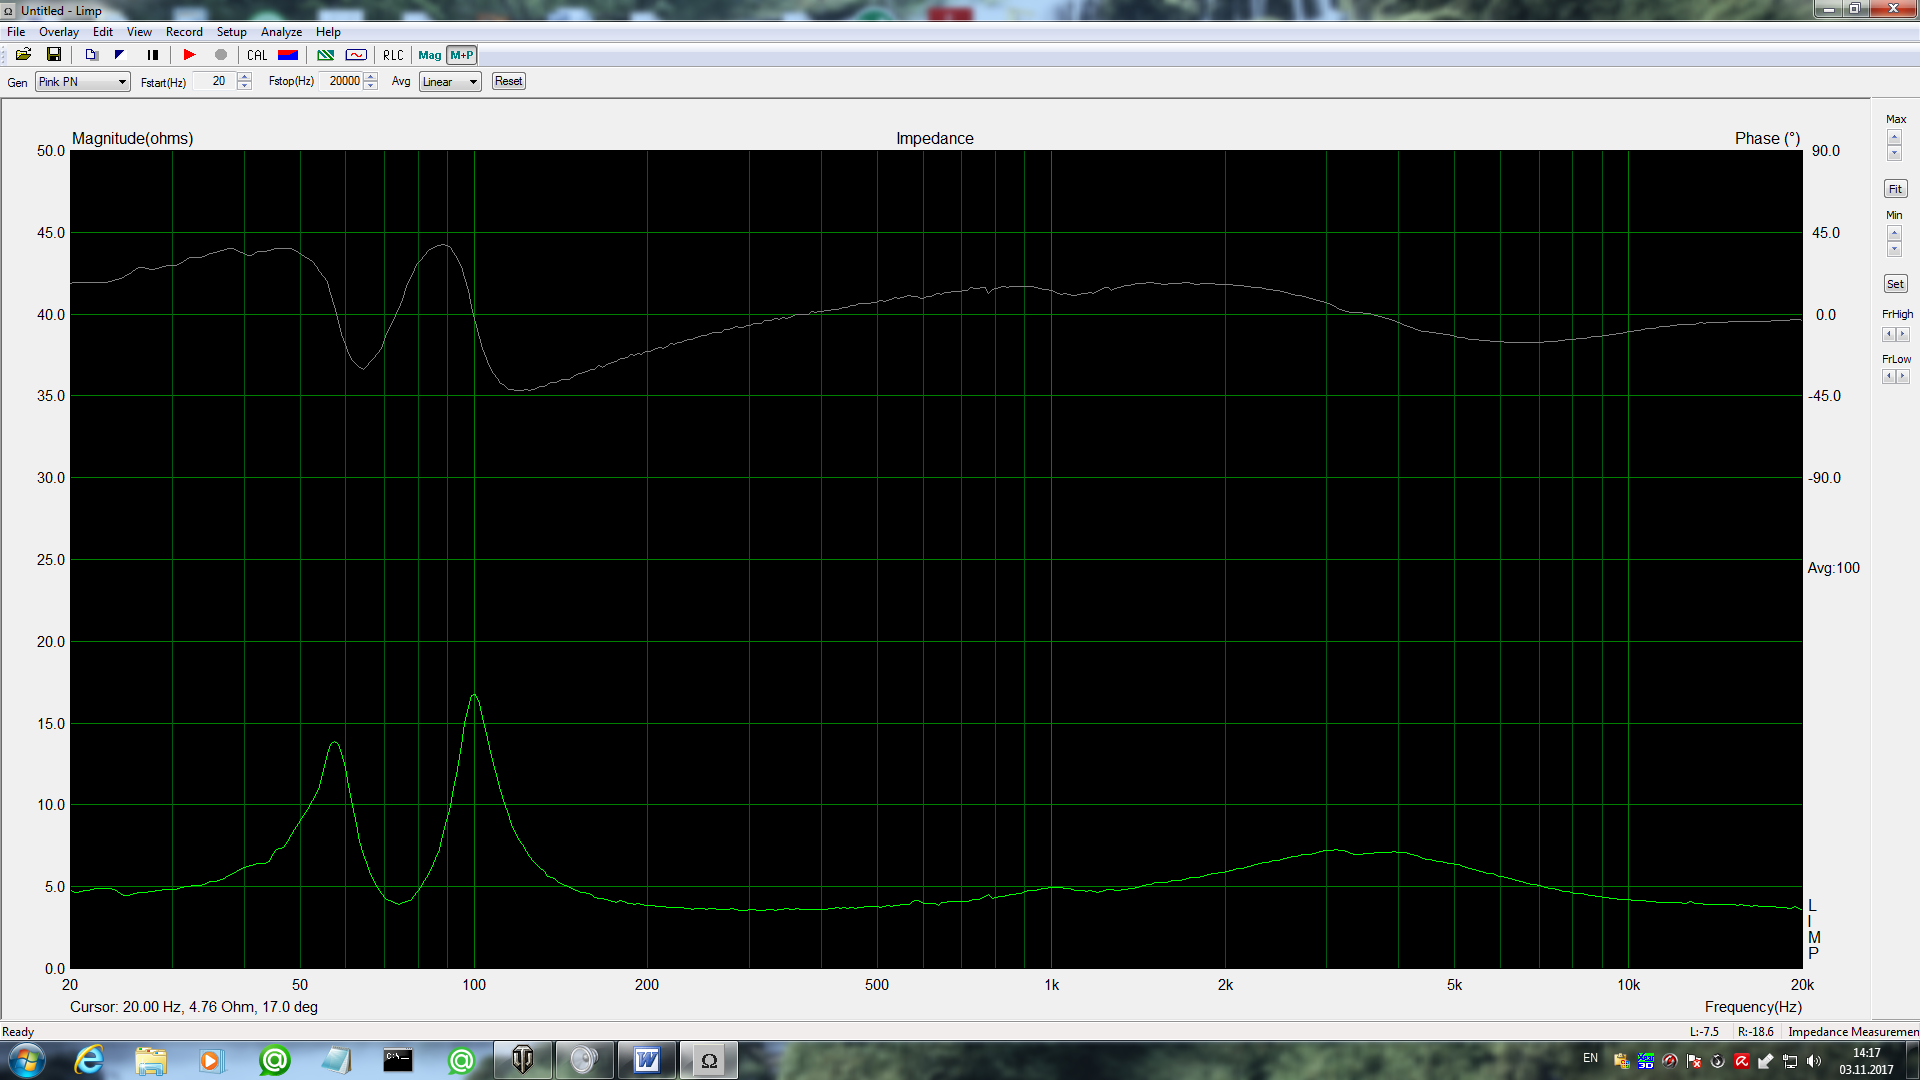 Ω Untitled - Limp
File Overlay Edit View Record Setup Analyze Help
CAL RLC Mag M+P
Gen Pink PN Fstart(Hz) 20 Fstop(Hz) 20000 Avg Linear Reset
Magnitude(ohms) Impedance Phase (°)
50.0 90.0
45.0 45.0
40.0 0.0
35.0 -45.0
30.0 -90.0
25.0
Avg:100
20.0
15.0
10.0
5.0
0.0
L
I
M
P
20 50 100 200 500 1k 2k 5k 10k 20k
Cursor: 20.00 Hz, 4.76 Ohm, 17.0 deg Frequency(Hz)
Max
Fit
Min
Set
FrHigh
FrLow
Ready L:-7.5 R:-18.6 Impedance Measuremen
C:\
W Ω
EN
3D
14:17
03.11.2017